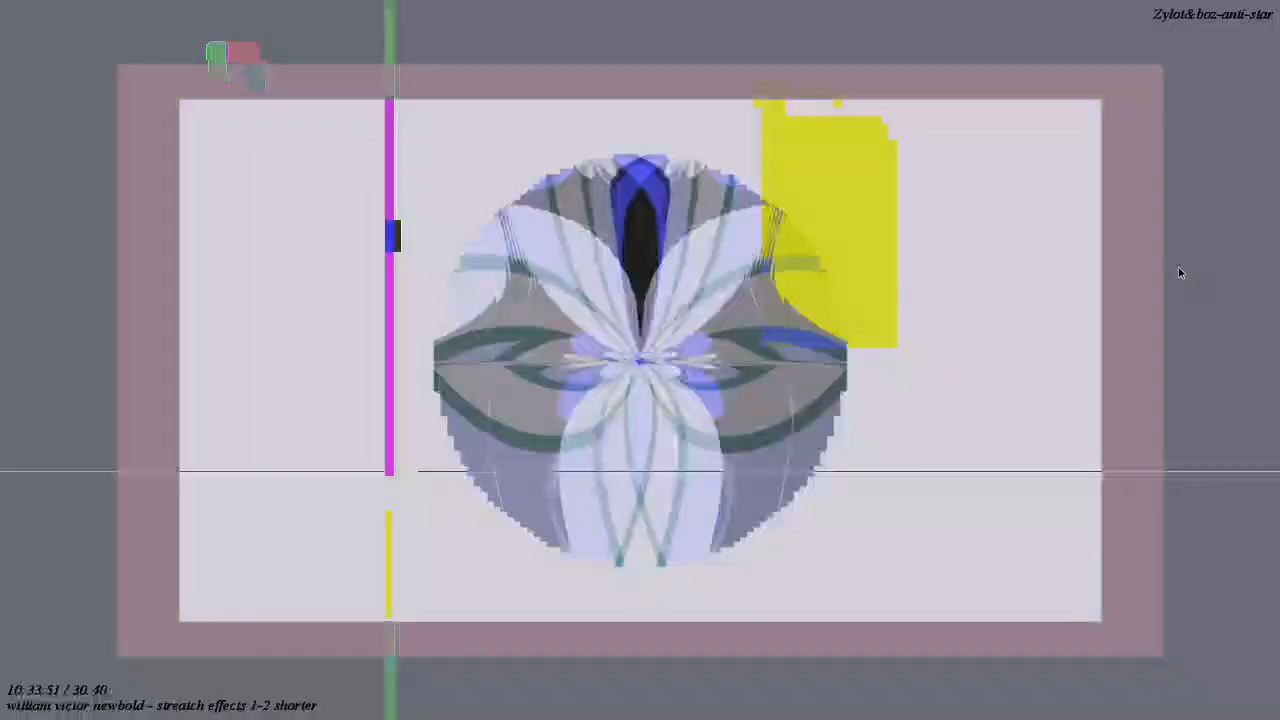 Zylot&boz-anti-star
10:33:51 / 30.40
william victor newbold - streatch effects 1-2 shorter